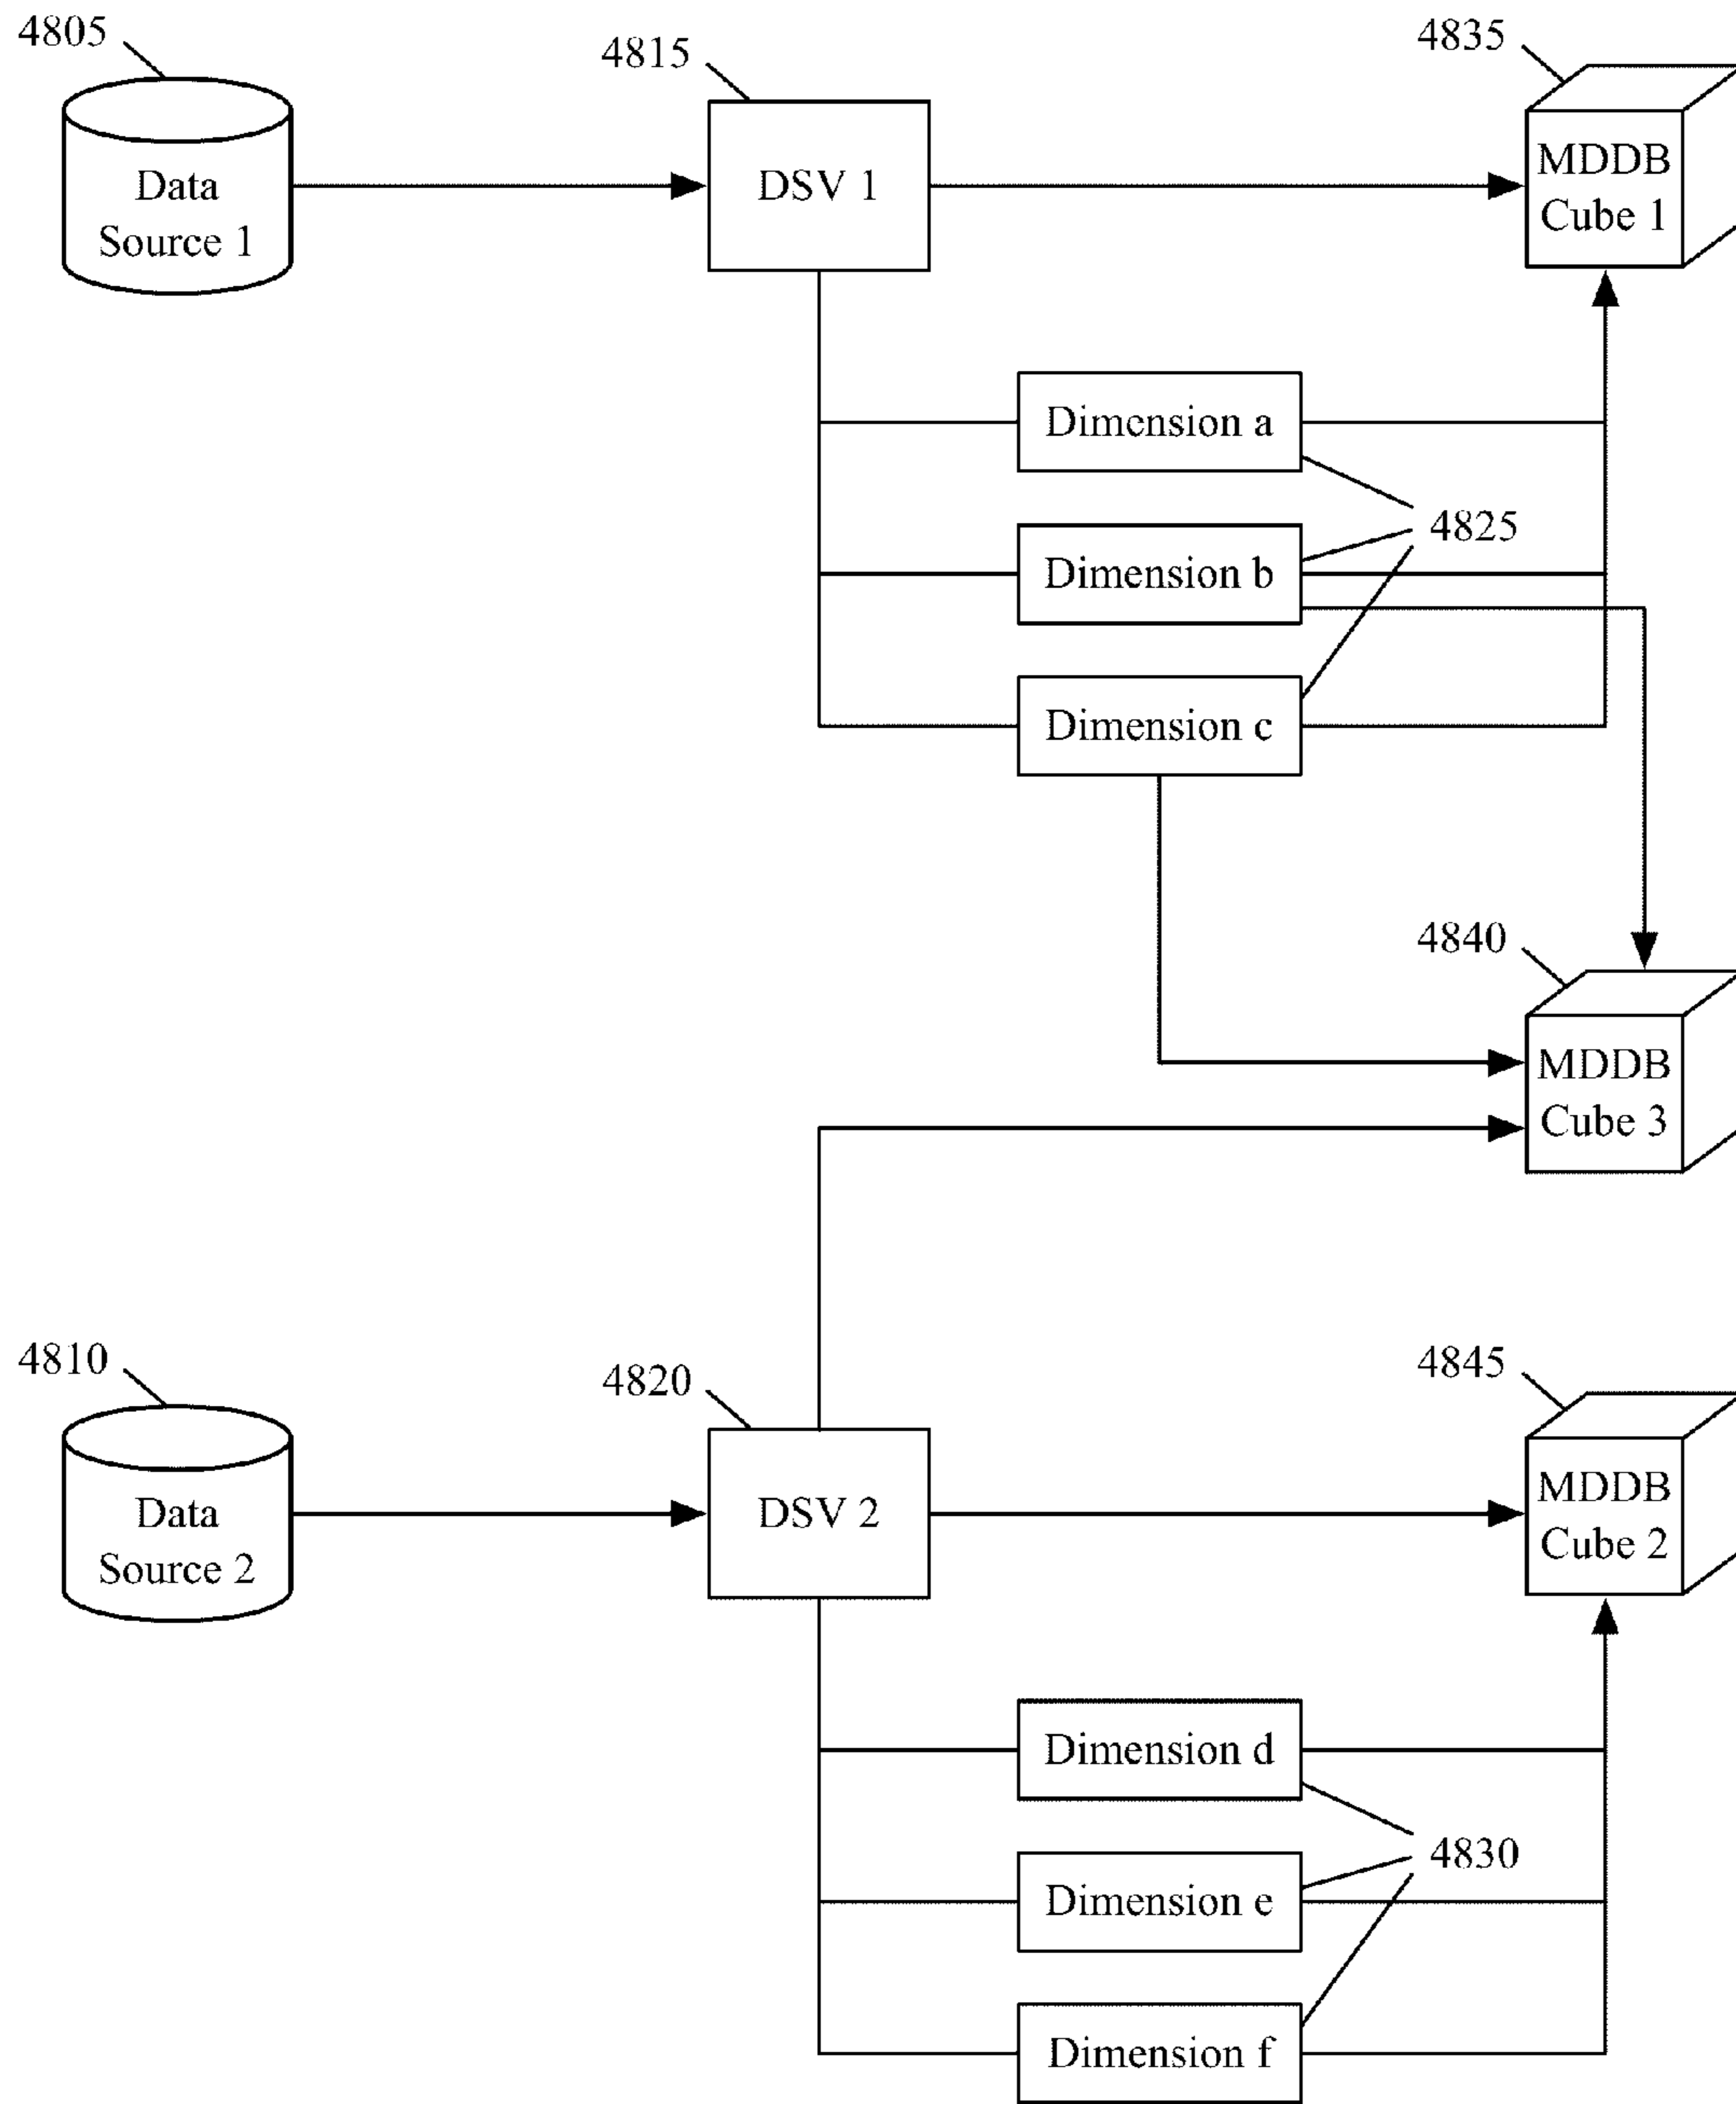 4805
4815
4835
Data
Source 1
DSV 1
MDDB
Cube 1
Dimension a
4825
Dimension b
Dimension c
4840
MDDB
Cube 3
4810
4820
4845
Data
Source 2
DSV 2
MDDB
Cube 2
Dimension d
4830
Dimension e
Dimension f